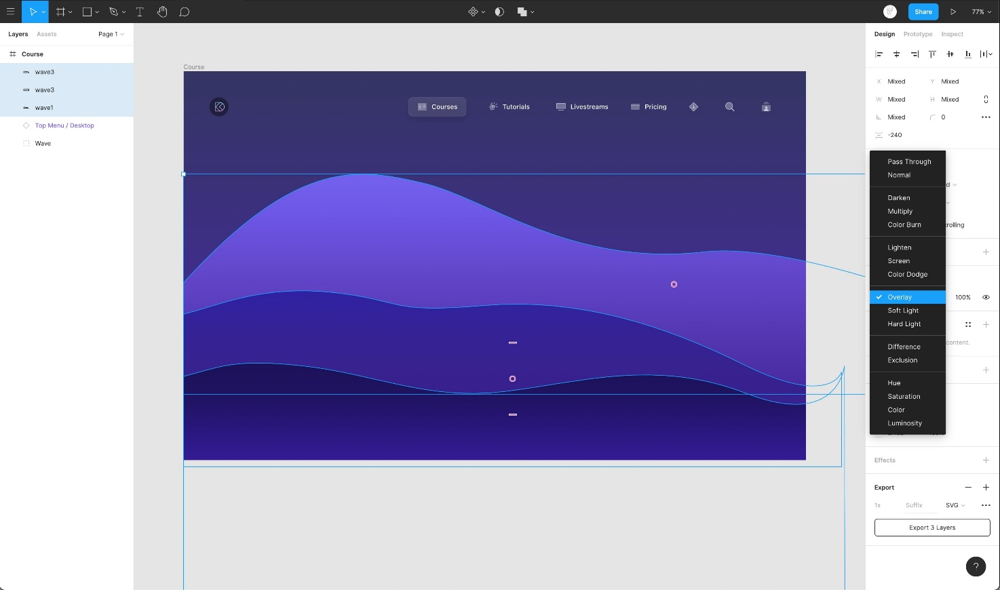 Share
77%
Layers
Assets
Page 1
Course
wave3
wave3
wave1
Top Menu / Desktop
Wave
Course
Courses
Tutorials
Livestreams
Pricing
Design
Prototype
Inspect
X Mixed Y Mixed
W Mixed H Mixed
Mixed 0
-240
Pass Through
Normal
d
Darken
Multiply
Color Burn
rolling
Lighten
Screen
Color Dodge
Overlay 100%
Soft Light
Hard Light
content.
Difference
Exclusion
Hue
Saturation
Color
Luminosity
Effects
Export
1x Suffix SVG
Export 3 Layers
?